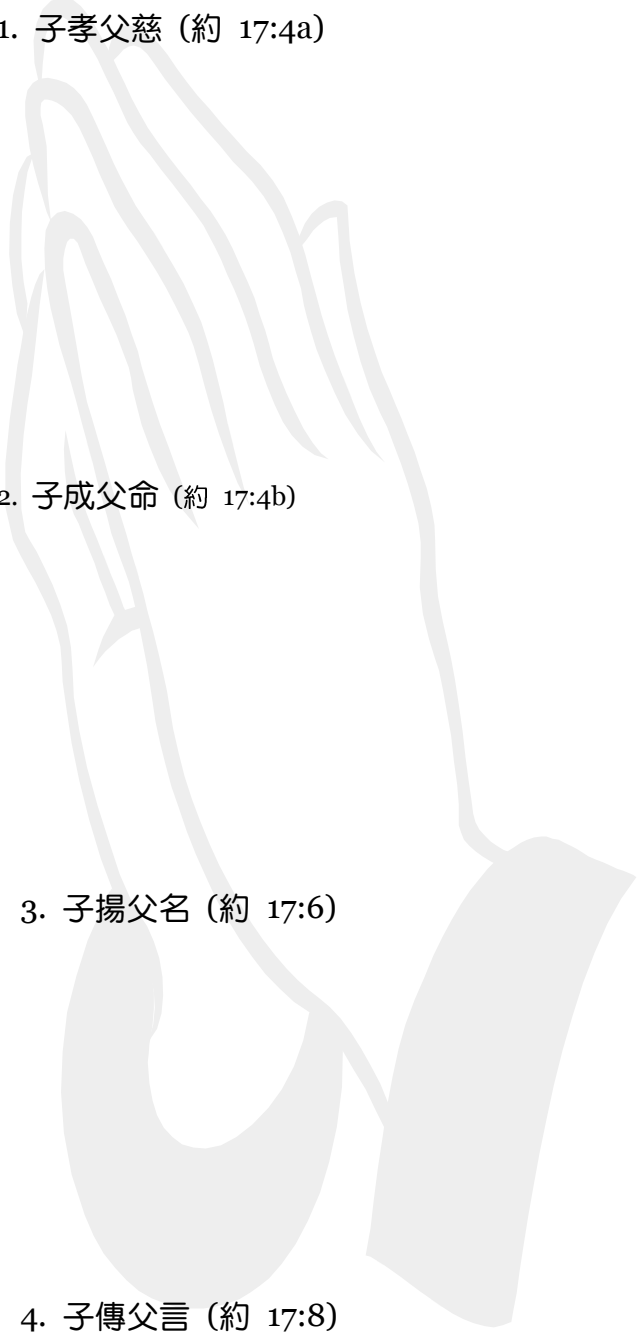 1. 子孝父慈 (約 17:4a)
2. 子成父命 (約 17:4b)
3. 子揚父名 (約 17:6)
4. 子傳父言 (約 17:8)